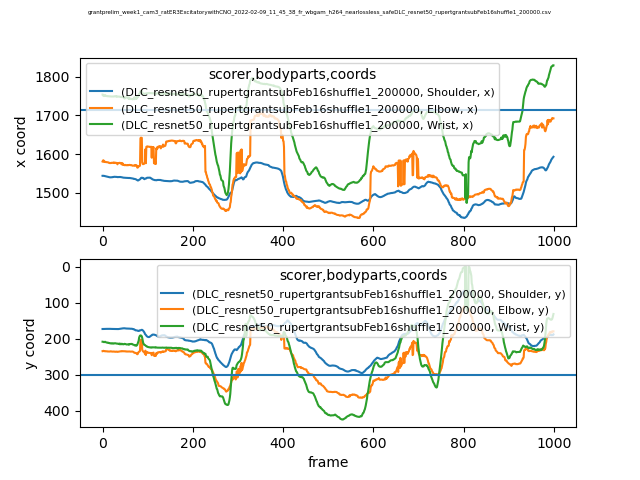 grantprelim_week1_cam3_ratER3ExcitatorywithCNO_2022-02-09_11_45_38_fr_wbgam_h264_nearlossless_safeDLC_resnet50_rupertgrantsubFeb16shuffle1_200000.csv
scorer,bodyparts,coords
(DLC_resnet50_rupertgrantsubFeb16shuffle1_200000, Shoulder, x)
(DLC_resnet50_rupertgrantsubFeb16shuffle1_200000, Elbow, x)
(DLC_resnet50_rupertgrantsubFeb16shuffle1_200000, Wrist, x)
x coord
1800
1700
1600
1500
0 200 400 600 800 1000
scorer,bodyparts,coords
(DLC_resnet50_rupertgrantsubFeb16shuffle1_200000, Shoulder, y)
(DLC_resnet50_rupertgrantsubFeb16shuffle1_200000, Elbow, y)
(DLC_resnet50_rupertgrantsubFeb16shuffle1_200000, Wrist, y)
y coord
0
100
200
300
400
0 200 400 600 800 1000
frame